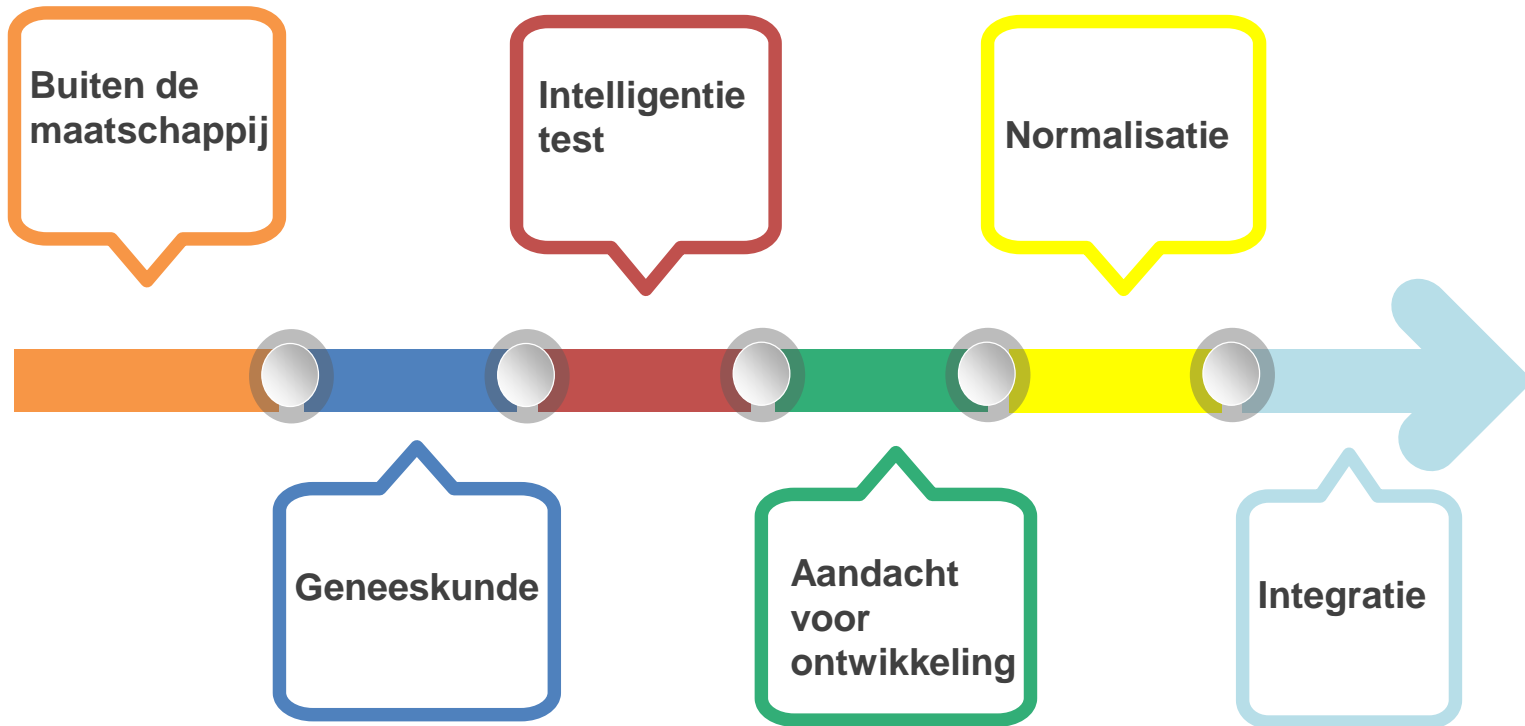 Buiten de
maatschappij
Geneeskunde
Intelligentie
test
Aandacht
voor
ontwikkeling
Normalisatie
Integratie